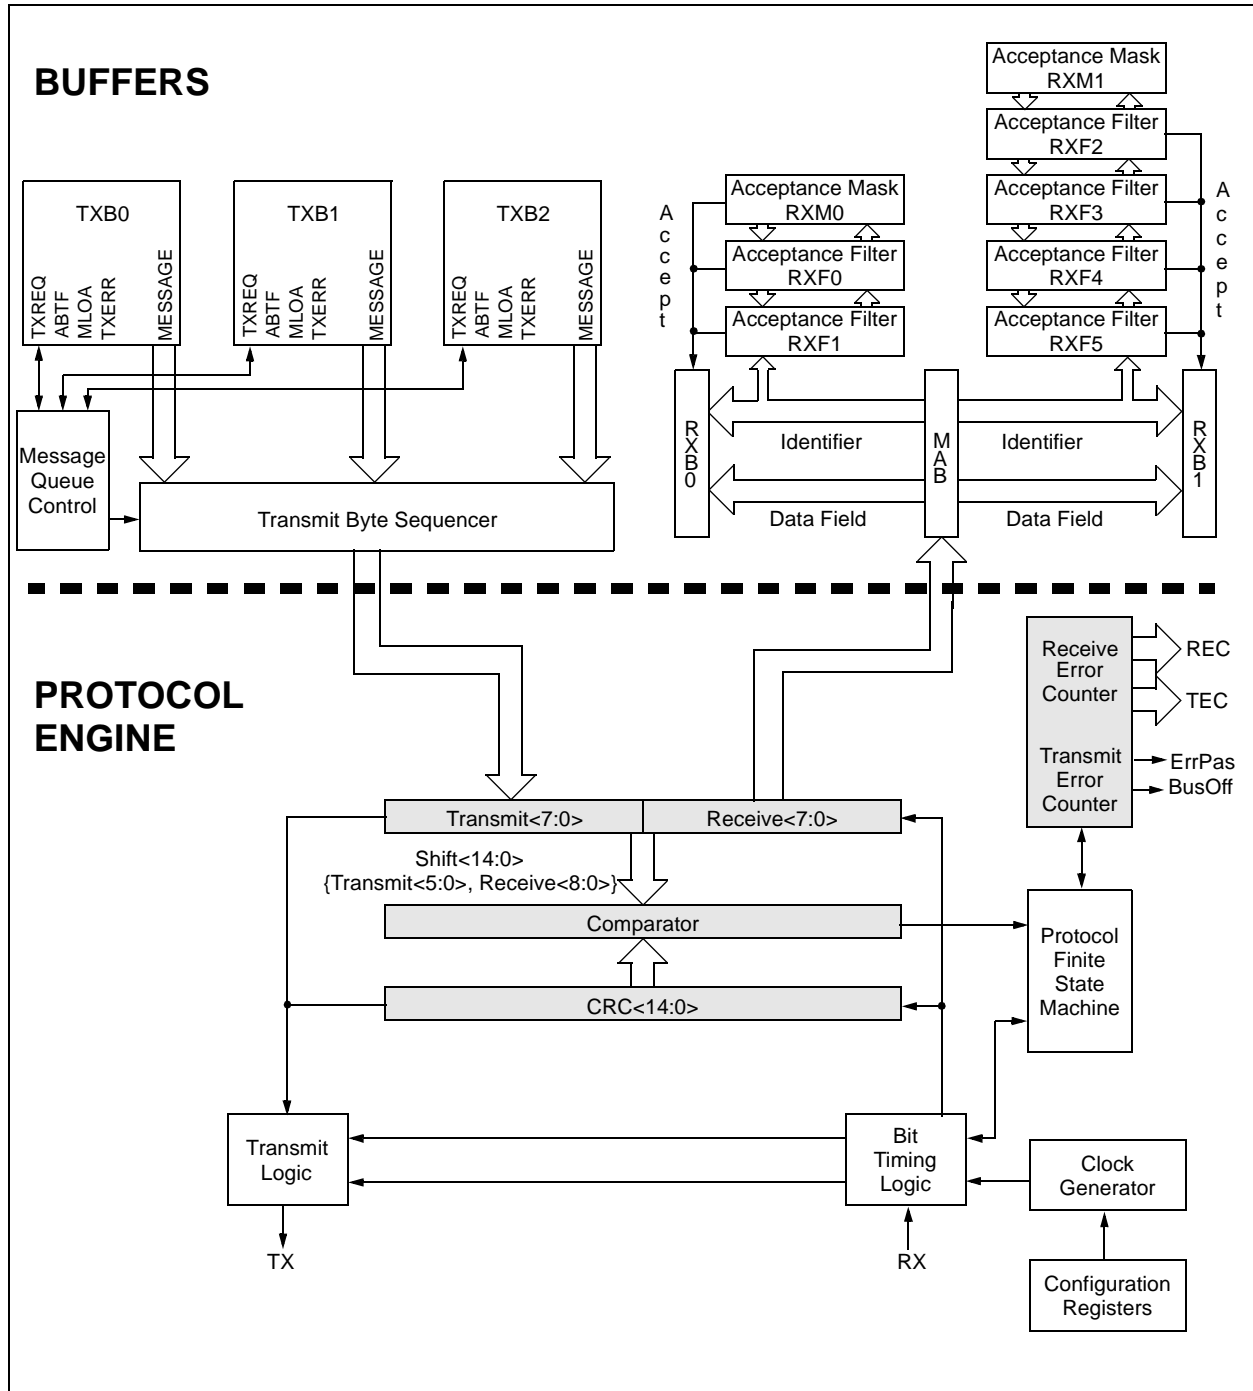 BUFFERS
TXB0
TXREQ
ABTF
MLOA
TXERR
MESSAGE
TXB1
TXREQ
ABTF
MLOA
TXERR
MESSAGE
TXB2
TXREQ
ABTF
MLOA
TXERR
MESSAGE
Message
Queue
Control
Transmit Byte Sequencer
Accept
Acceptance Mask
RXM0
Acceptance Filter
RXF0
Acceptance Filter
RXF1
Acceptance Mask
RXM1
Acceptance Filter
RXF2
Acceptance Filter
RXF3
Acceptance Filter
RXF4
Acceptance Filter
RXF5
Accept
RXB0
Identifier
Data Field
MAB
Identifier
Data Field
RXB1
PROTOCOL
ENGINE
Receive
Error
Counter
Transmit
Error
Counter
REC
TEC
ErrPas
BusOff
Transmit<7:0>
Receive<7:0>
Shift<14:0>
{Transmit<5:0>, Receive<8:0>}
Comparator
CRC<14:0>
Protocol
Finite
State
Machine
Transmit
Logic
Bit
Timing
Logic
Clock
Generator
TX
RX
Configuration
Registers